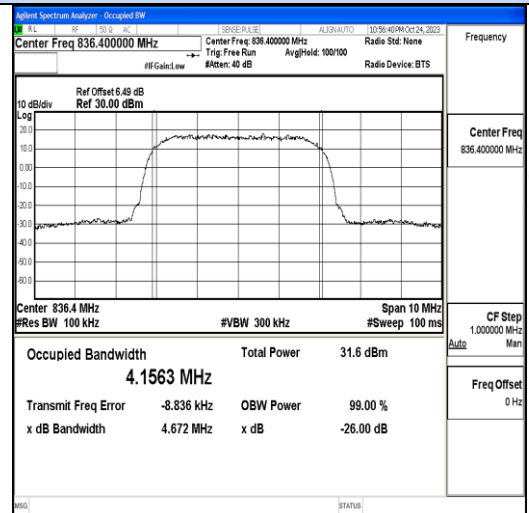 Agilent Spectrum Analyzer - Occupied BW
RL RF 50 Ω AC SENSE:PULSE ALIGNAUTO 10:56:40 PM Oct 24, 2023
Center Freq 836.400000 MHz
Center Freq: 836.400000 MHz
Radio Std: None
Trig: Free Run Avg|Hold: 100/100
#IFGain:Low #Atten: 40 dB Radio Device: BTS
Frequency
Ref Offset 6.49 dB
10 dB/div Ref 30.00 dBm
Log
20.0
10.0
0.00
-10.0
-20.0
-30.0
-40.0
-50.0
-60.0
Center Freq
836.400000 MHz
Center 836.4 MHz Span 10 MHz
#Res BW 100 kHz #VBW 300 kHz #Sweep 100 ms
CF Step
1.000000 MHz
Auto Man
Occupied Bandwidth Total Power 31.6 dBm
4.1563 MHz
Freq Offset
0 Hz
Transmit Freq Error -8.836 kHz OBW Power 99.00 %
x dB Bandwidth 4.672 MHz x dB -26.00 dB
MSG STATUS